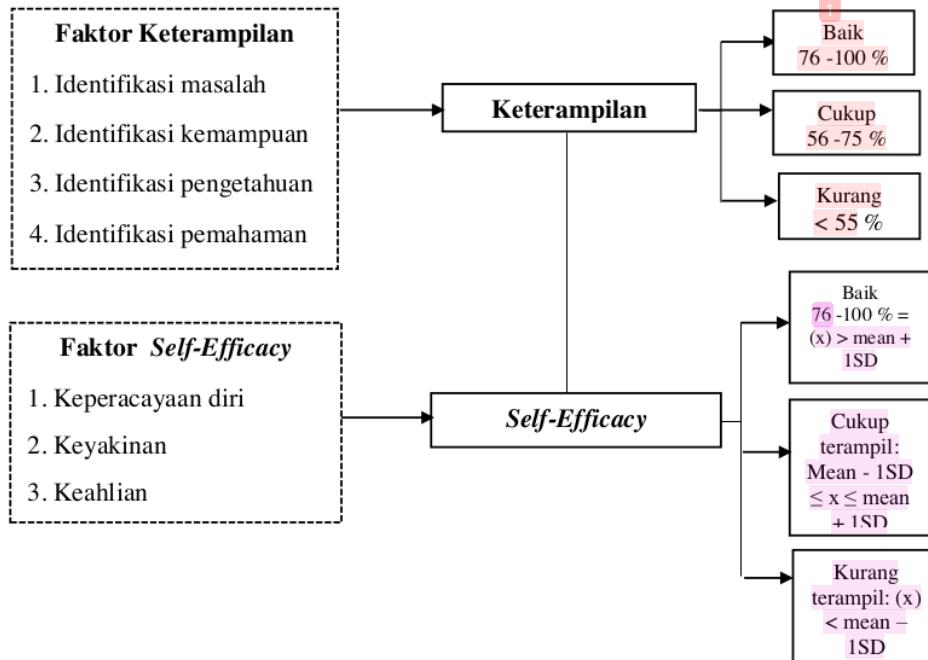 Faktor Keterampilan
1. Identifikasi masalah
2. Identifikasi kemampuan
3. Identifikasi pengetahuan
4. Identifikasi pemahaman
Keterampilan
1
Baik
76 -100 %
Cukup
56 -75 %
Kurang
< 55 %
Faktor Self-Efficacy
1. Keperacayaan diri
2. Keyakinan
3. Keahlian
Self-Efficacy
Baik
76 -100 % =
(x) > mean +
1SD
Cukup
terampil:
Mean - 1SD
≤ x ≤ mean
+ 1SD
Kurang
terampil: (x)
< mean –
1SD